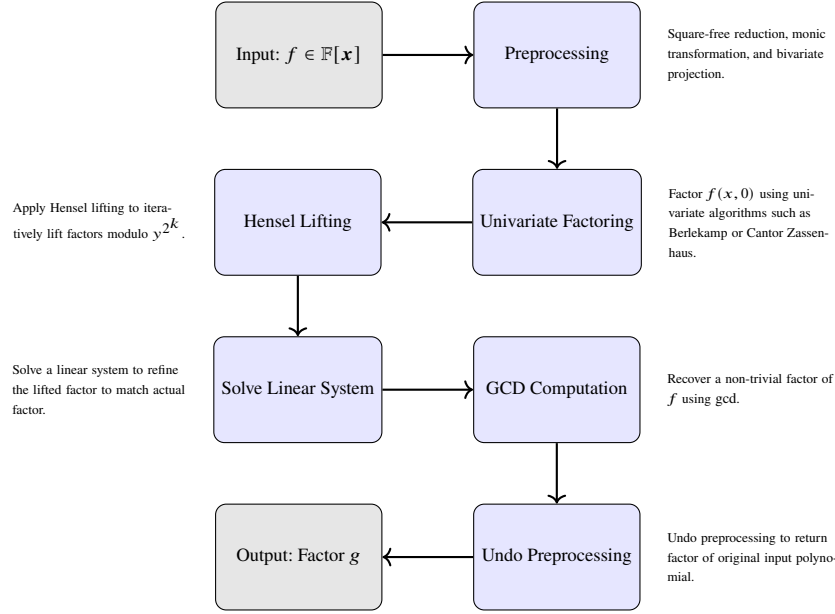 Input: f ∈ 𝔽[x]
Preprocessing
Square-free reduction, monic
transformation, and bivariate
projection.
Apply Hensel lifting to itera-
tively lift factors modulo y^{2^k}.
Hensel Lifting
Univariate Factoring
Factor f(x, 0) using uni-
variate algorithms such as
Berlekamp or Cantor Zassen-
haus.
Solve a linear system to refine
the lifted factor to match actual
factor.
Solve Linear System
GCD Computation
Recover a non-trivial factor of
f using gcd.
Output: Factor g
Undo Preprocessing
Undo preprocessing to return
factor of original input polyno-
mial.